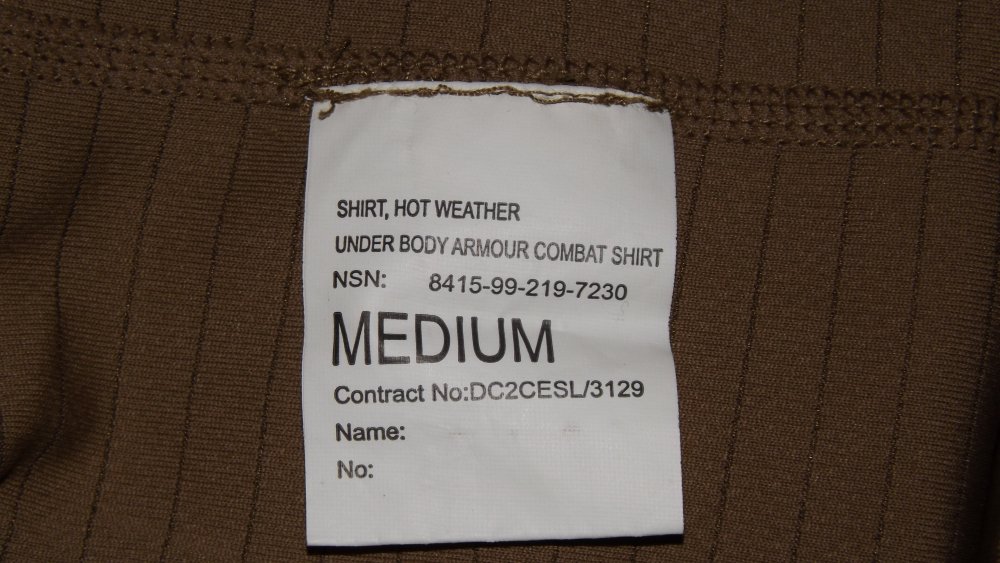 SHIRT, HOT WEATHER
UNDER BODY ARMOUR COMBAT SHIRT
NSN: 8415-99-219-7230
MEDIUM
Contract No:DC2CESL/3129
Name:
No: